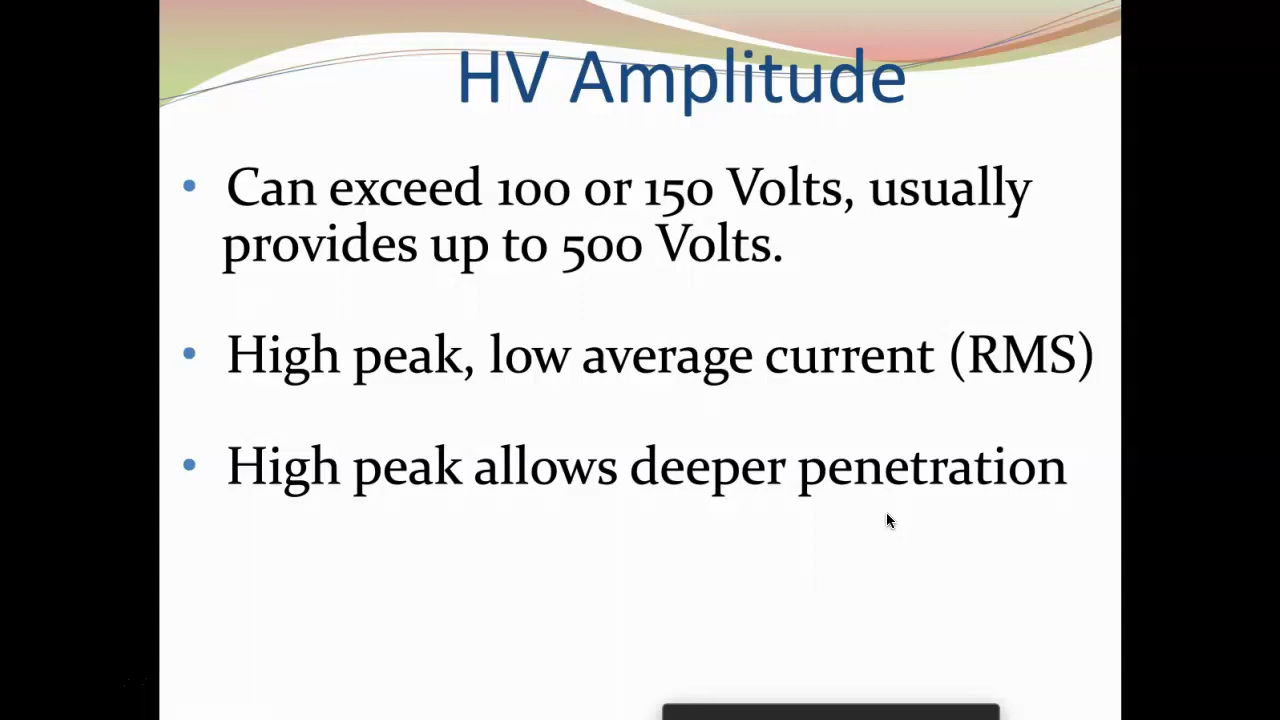 HV Amplitude
• Can exceed 100 or 150 Volts, usually
provides up to 500 Volts.
• High peak, low average current (RMS)
• High peak allows deeper penetration